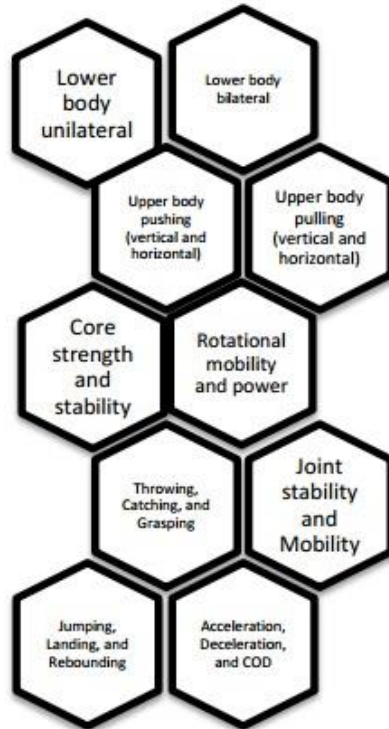 Lower
body
unilateral
Lower body
bilateral
Upper body
pushing
(vertical and
horizontal)
Upper body
pulling
(vertical and
horizontal)
Core
strength
and
stability
Rotational
mobility
and power
Throwing,
Catching, and
Grasping
Joint
stability
and
Mobility
Jumping,
Landing, and
Rebounding
Acceleration,
Deceleration,
and COD